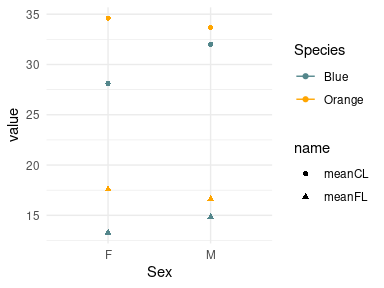 35
30
25
20
15
value
F
M
Sex
Species
Blue
Orange
name
meanCL
meanFL